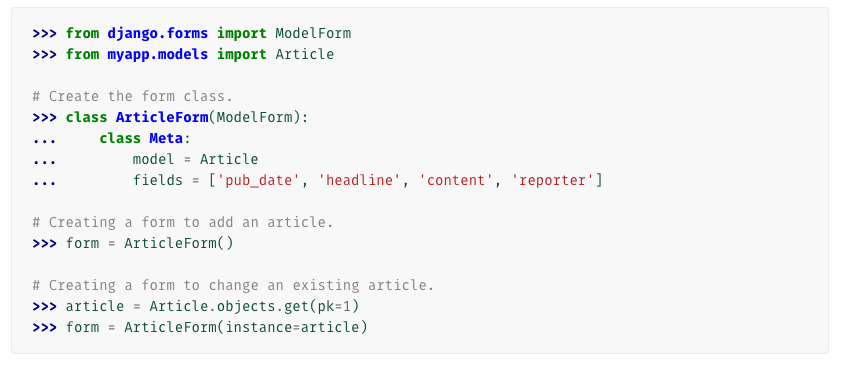 >>> from django.forms import ModelForm
>>> from myapp.models import Article
# Create the form class.
>>> class ArticleForm(ModelForm):
...     class Meta:
...         model = Article
...         fields = ['pub_date', 'headline', 'content', 'reporter']
# Creating a form to add an article.
>>> form = ArticleForm()
# Creating a form to change an existing article.
>>> article = Article.objects.get(pk=1)
>>> form = ArticleForm(instance=article)